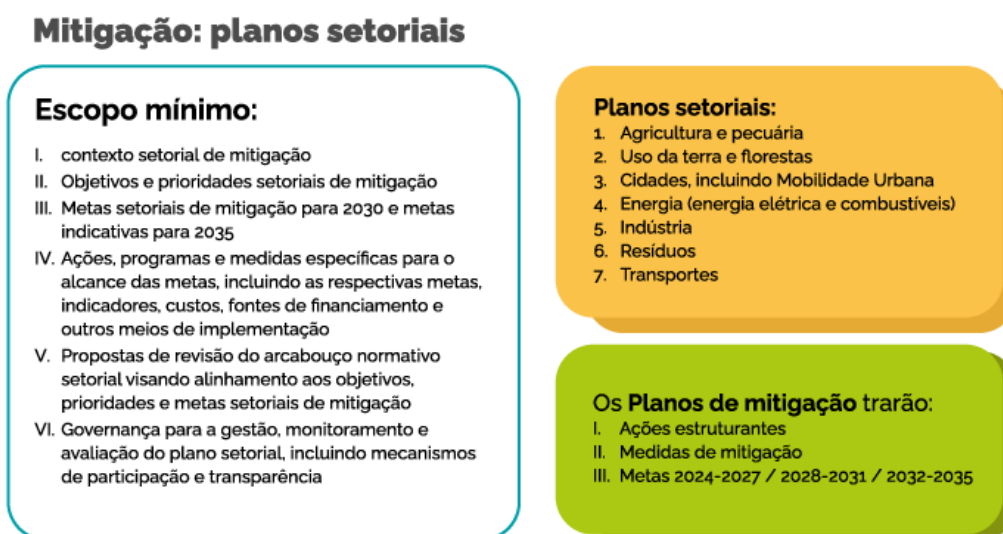 Mitigação: planos setoriais
Escopo mínimo:
I. contexto setorial de mitigação
II. Objetivos e prioridades setoriais de mitigação
III. Metas setoriais de mitigação para 2030 e metas
indicativas para 2035
IV. Ações, programas e medidas específicas para o
alcance das metas, incluindo as respectivas metas,
indicadores, custos, fontes de financiamento e
outros meios de implementação
V. Propostas de revisão do arcabouço normativo
setorial visando alinhamento aos objetivos,
prioridades e metas setoriais de mitigação
VI. Governança para a gestão, monitoramento e
avaliação do plano setorial, incluindo mecanismos
de participação e transparência
Planos setoriais:
1. Agricultura e pecuária
2. Uso da terra e florestas
3. Cidades, incluindo Mobilidade Urbana
4. Energia (energia elétrica e combustíveis)
5. Indústria
6. Resíduos
7. Transportes
Os Planos de mitigação trarão:
I. Ações estruturantes
II. Medidas de mitigação
III. Metas 2024-2027 / 2028-2031 / 2032-2035